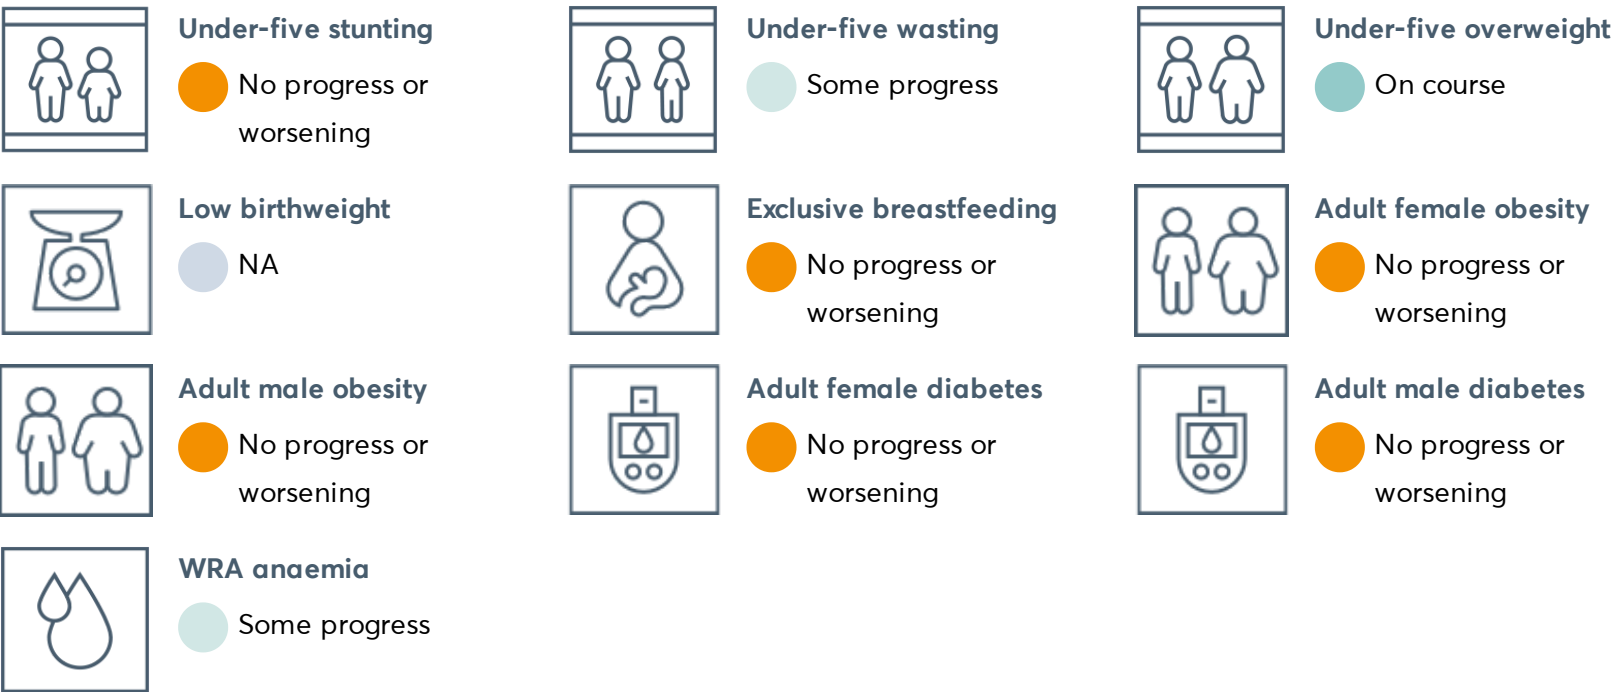 Under-five stunting
No progress or
worsening
Under-five wasting
Some progress
Under-five overweight
On course
Low birthweight
NA
Exclusive breastfeeding
No progress or
worsening
Adult female obesity
No progress or
worsening
Adult male obesity
No progress or
worsening
Adult female diabetes
No progress or
worsening
Adult male diabetes
No progress or
worsening
WRA anaemia
Some progress